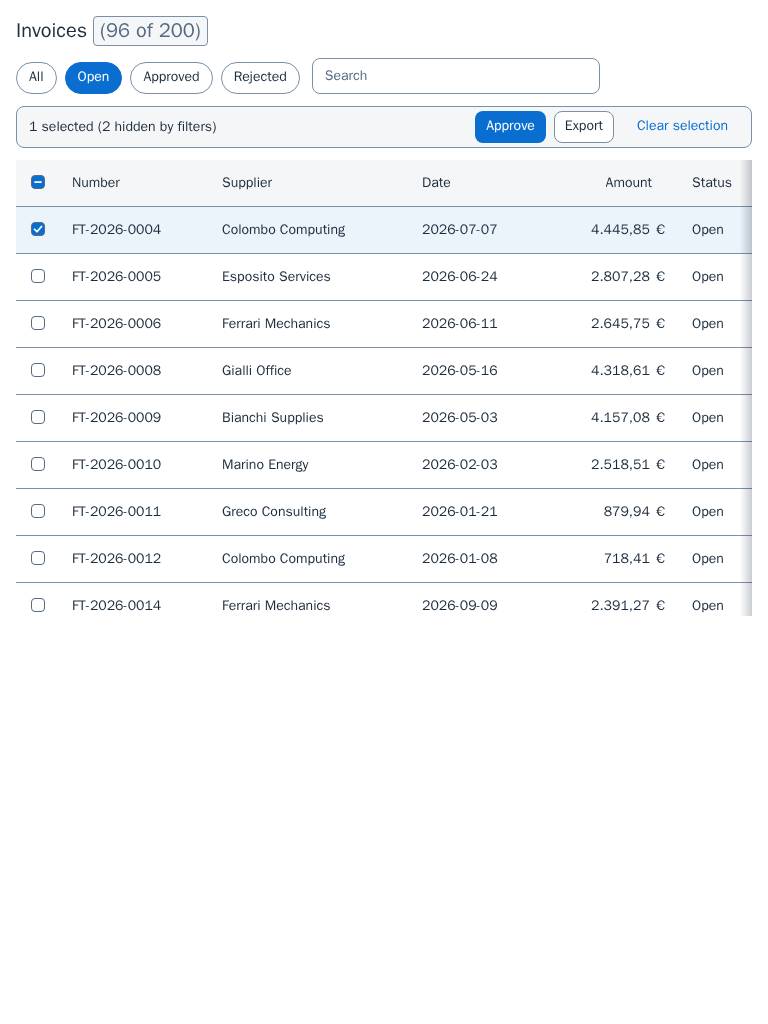 Invoices (96 of 200)
All Open Approved Rejected Search
1 selected (2 hidden by filters) Approve Export Clear selection
Number Supplier Date Amount Status
FT-2026-0004 Colombo Computing 2026-07-07 4.445,85 € Open
FT-2026-0005 Esposito Services 2026-06-24 2.807,28 € Open
FT-2026-0006 Ferrari Mechanics 2026-06-11 2.645,75 € Open
FT-2026-0008 Gialli Office 2026-05-16 4.318,61 € Open
FT-2026-0009 Bianchi Supplies 2026-05-03 4.157,08 € Open
FT-2026-0010 Marino Energy 2026-02-03 2.518,51 € Open
FT-2026-0011 Greco Consulting 2026-01-21 879,94 € Open
FT-2026-0012 Colombo Computing 2026-01-08 718,41 € Open
FT-2026-0014 Ferrari Mechanics 2026-09-09 2.391,27 € Open